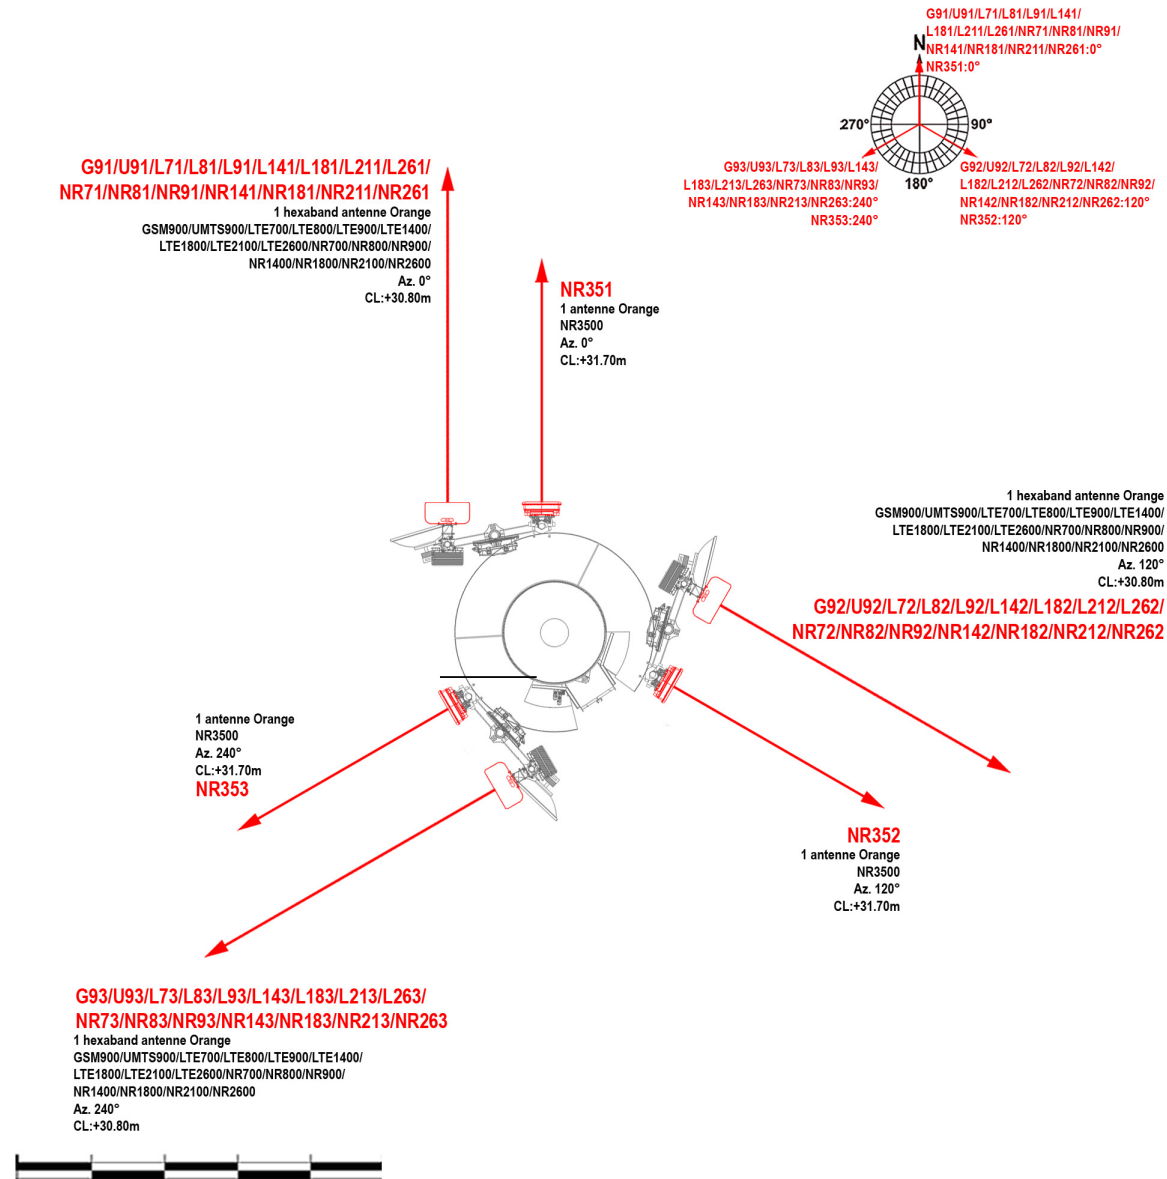 G91/U91/L71/L81/L91/L141/
L181/L211/L261/NR71/NR81/NR91/
NR141/NR181/NR211/NR261:0°
NR351:0°
N
270°
90°
180°
G93/U93/L73/L83/L93/L143/
L183/L213/L263/NR73/NR83/NR93/
NR143/NR183/NR213/NR263:240°
NR353:240°
G92/U92/L72/L82/L92/L142/
L182/L212/L262/NR72/NR82/NR92/
NR142/NR182/NR212/NR262:120°
NR352:120°
G91/U91/L71/L81/L91/L141/L181/L211/L261/
NR71/NR81/NR91/NR141/NR181/NR211/NR261
1 hexaband antenne Orange
GSM900/UMTS900/LTE700/LTE800/LTE900/LTE1400/
LTE1800/LTE2100/LTE2600/NR700/NR800/NR900/
NR1400/NR1800/NR2100/NR2600
Az. 0°
CL:+30.80m
NR351
1 antenne Orange
NR3500
Az. 0°
CL:+31.70m
1 hexaband antenne Orange
GSM900/UMTS900/LTE700/LTE800/LTE900/LTE1400/
LTE1800/LTE2100/LTE2600/NR700/NR800/NR900/
NR1400/NR1800/NR2100/NR2600
Az. 120°
CL:+30.80m
G92/U92/L72/L82/L92/L142/L182/L212/L262/
NR72/NR82/NR92/NR142/NR182/NR212/NR262
1 antenne Orange
NR3500
Az. 240°
CL:+31.70m
NR353
NR352
1 antenne Orange
NR3500
Az. 120°
CL:+31.70m
G93/U93/L73/L83/L93/L143/L183/L213/L263/
NR73/NR83/NR93/NR143/NR183/NR213/NR263
1 hexaband antenne Orange
GSM900/UMTS900/LTE700/LTE800/LTE900/LTE1400/
LTE1800/LTE2100/LTE2600/NR700/NR800/NR900/
NR1400/NR1800/NR2100/NR2600
Az. 240°
CL:+30.80m